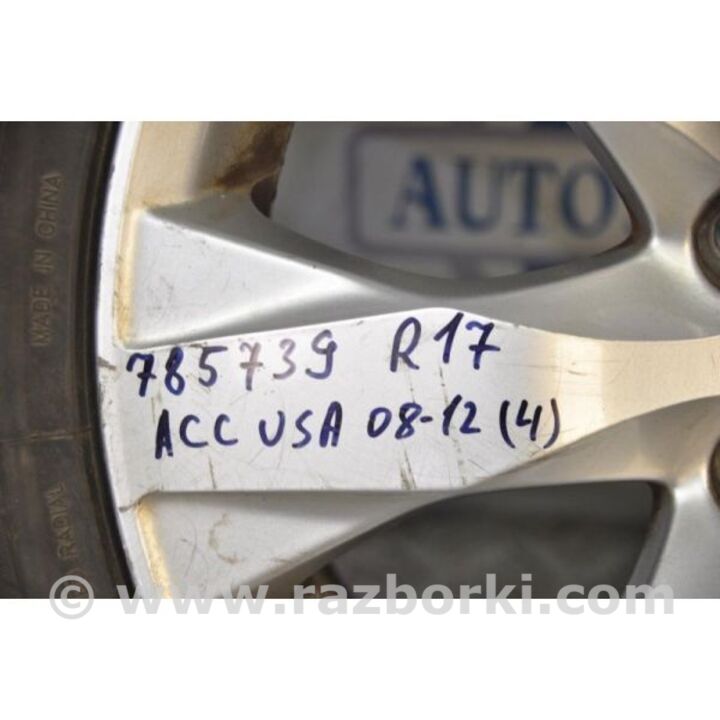 AUTO
MADE IN CHINA
785739 R17
ACC USA 08-12 (4)
RADIAL
© www.razborki.com